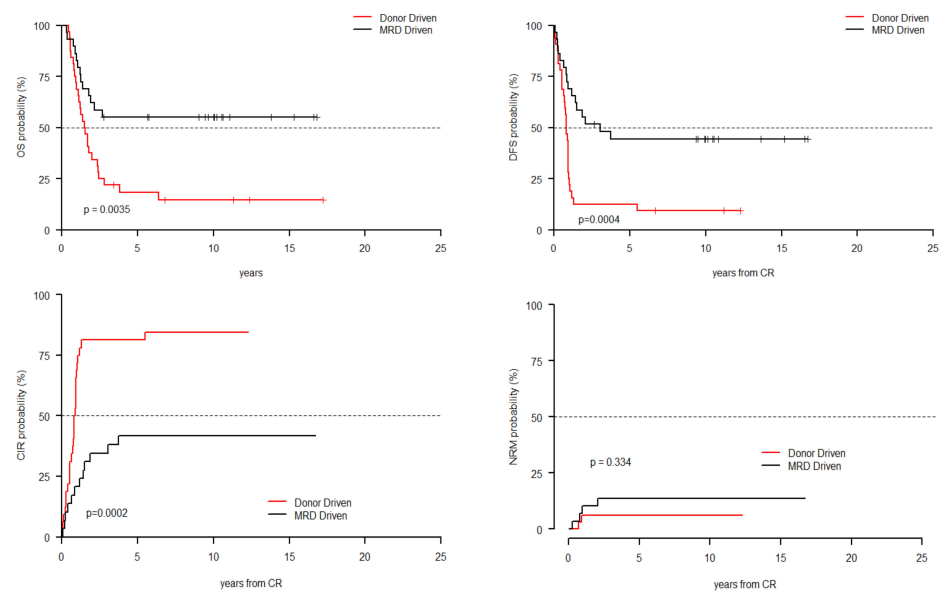 Donor Driven
MRD Driven
OS probability (%)
100
75
50
25
0
p = 0.0035
0 5 10 15 20 25
years
Donor Driven
MRD Driven
DFS probability (%)
100
75
50
25
0
p=0.0004
0 5 10 15 20 25
years from CR
CIR probability (%)
100
75
50
25
0
Donor Driven
MRD Driven
p=0.0002
0 5 10 15 20 25
years from CR
NRM probability (%)
100
75
50
25
0
Donor Driven
MRD Driven
p = 0.334
0 5 10 15 20 25
years from CR